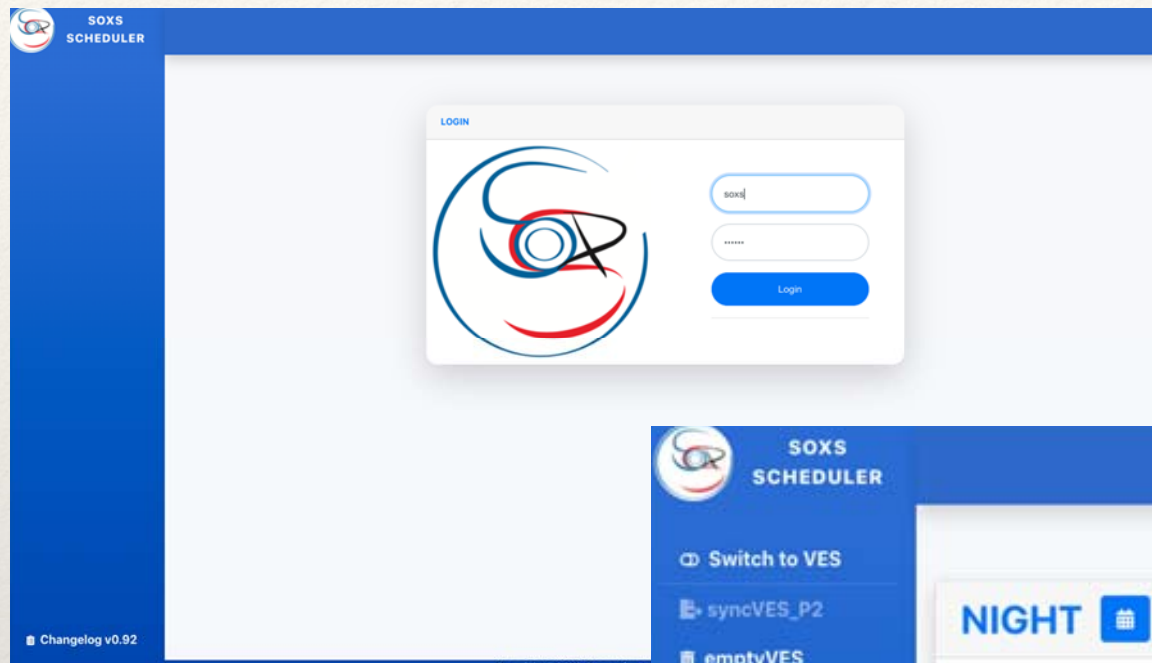 SOXS
SCHEDULER
LOGIN
soxs
••••••
Login
Changelog v0.92
SOXS
SCHEDULER
Switch to VES
syncVES_P2
emptyVES
NIGHT